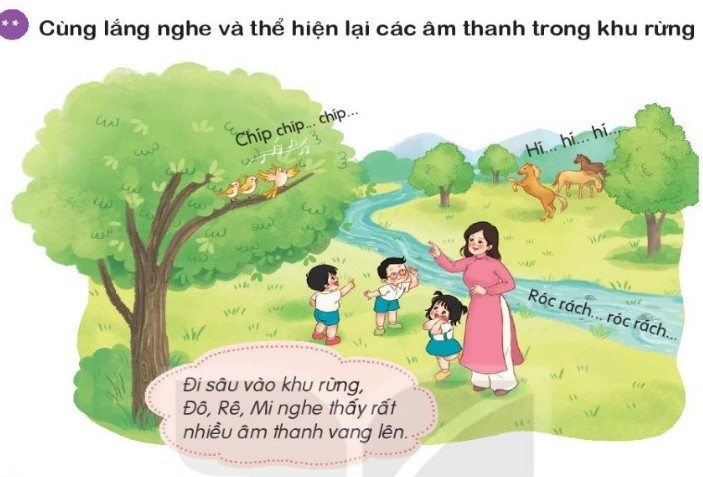 Cùng lắng nghe và thể hiện lại các âm thanh trong khu rừng
Chíp chíp... chíp...
Hí... hí... hí...
Róc rách... róc rách...
Đi sâu vào khu rừng,
Đô, Rê, Mi nghe thấy rất
nhiều âm thanh vang lên.